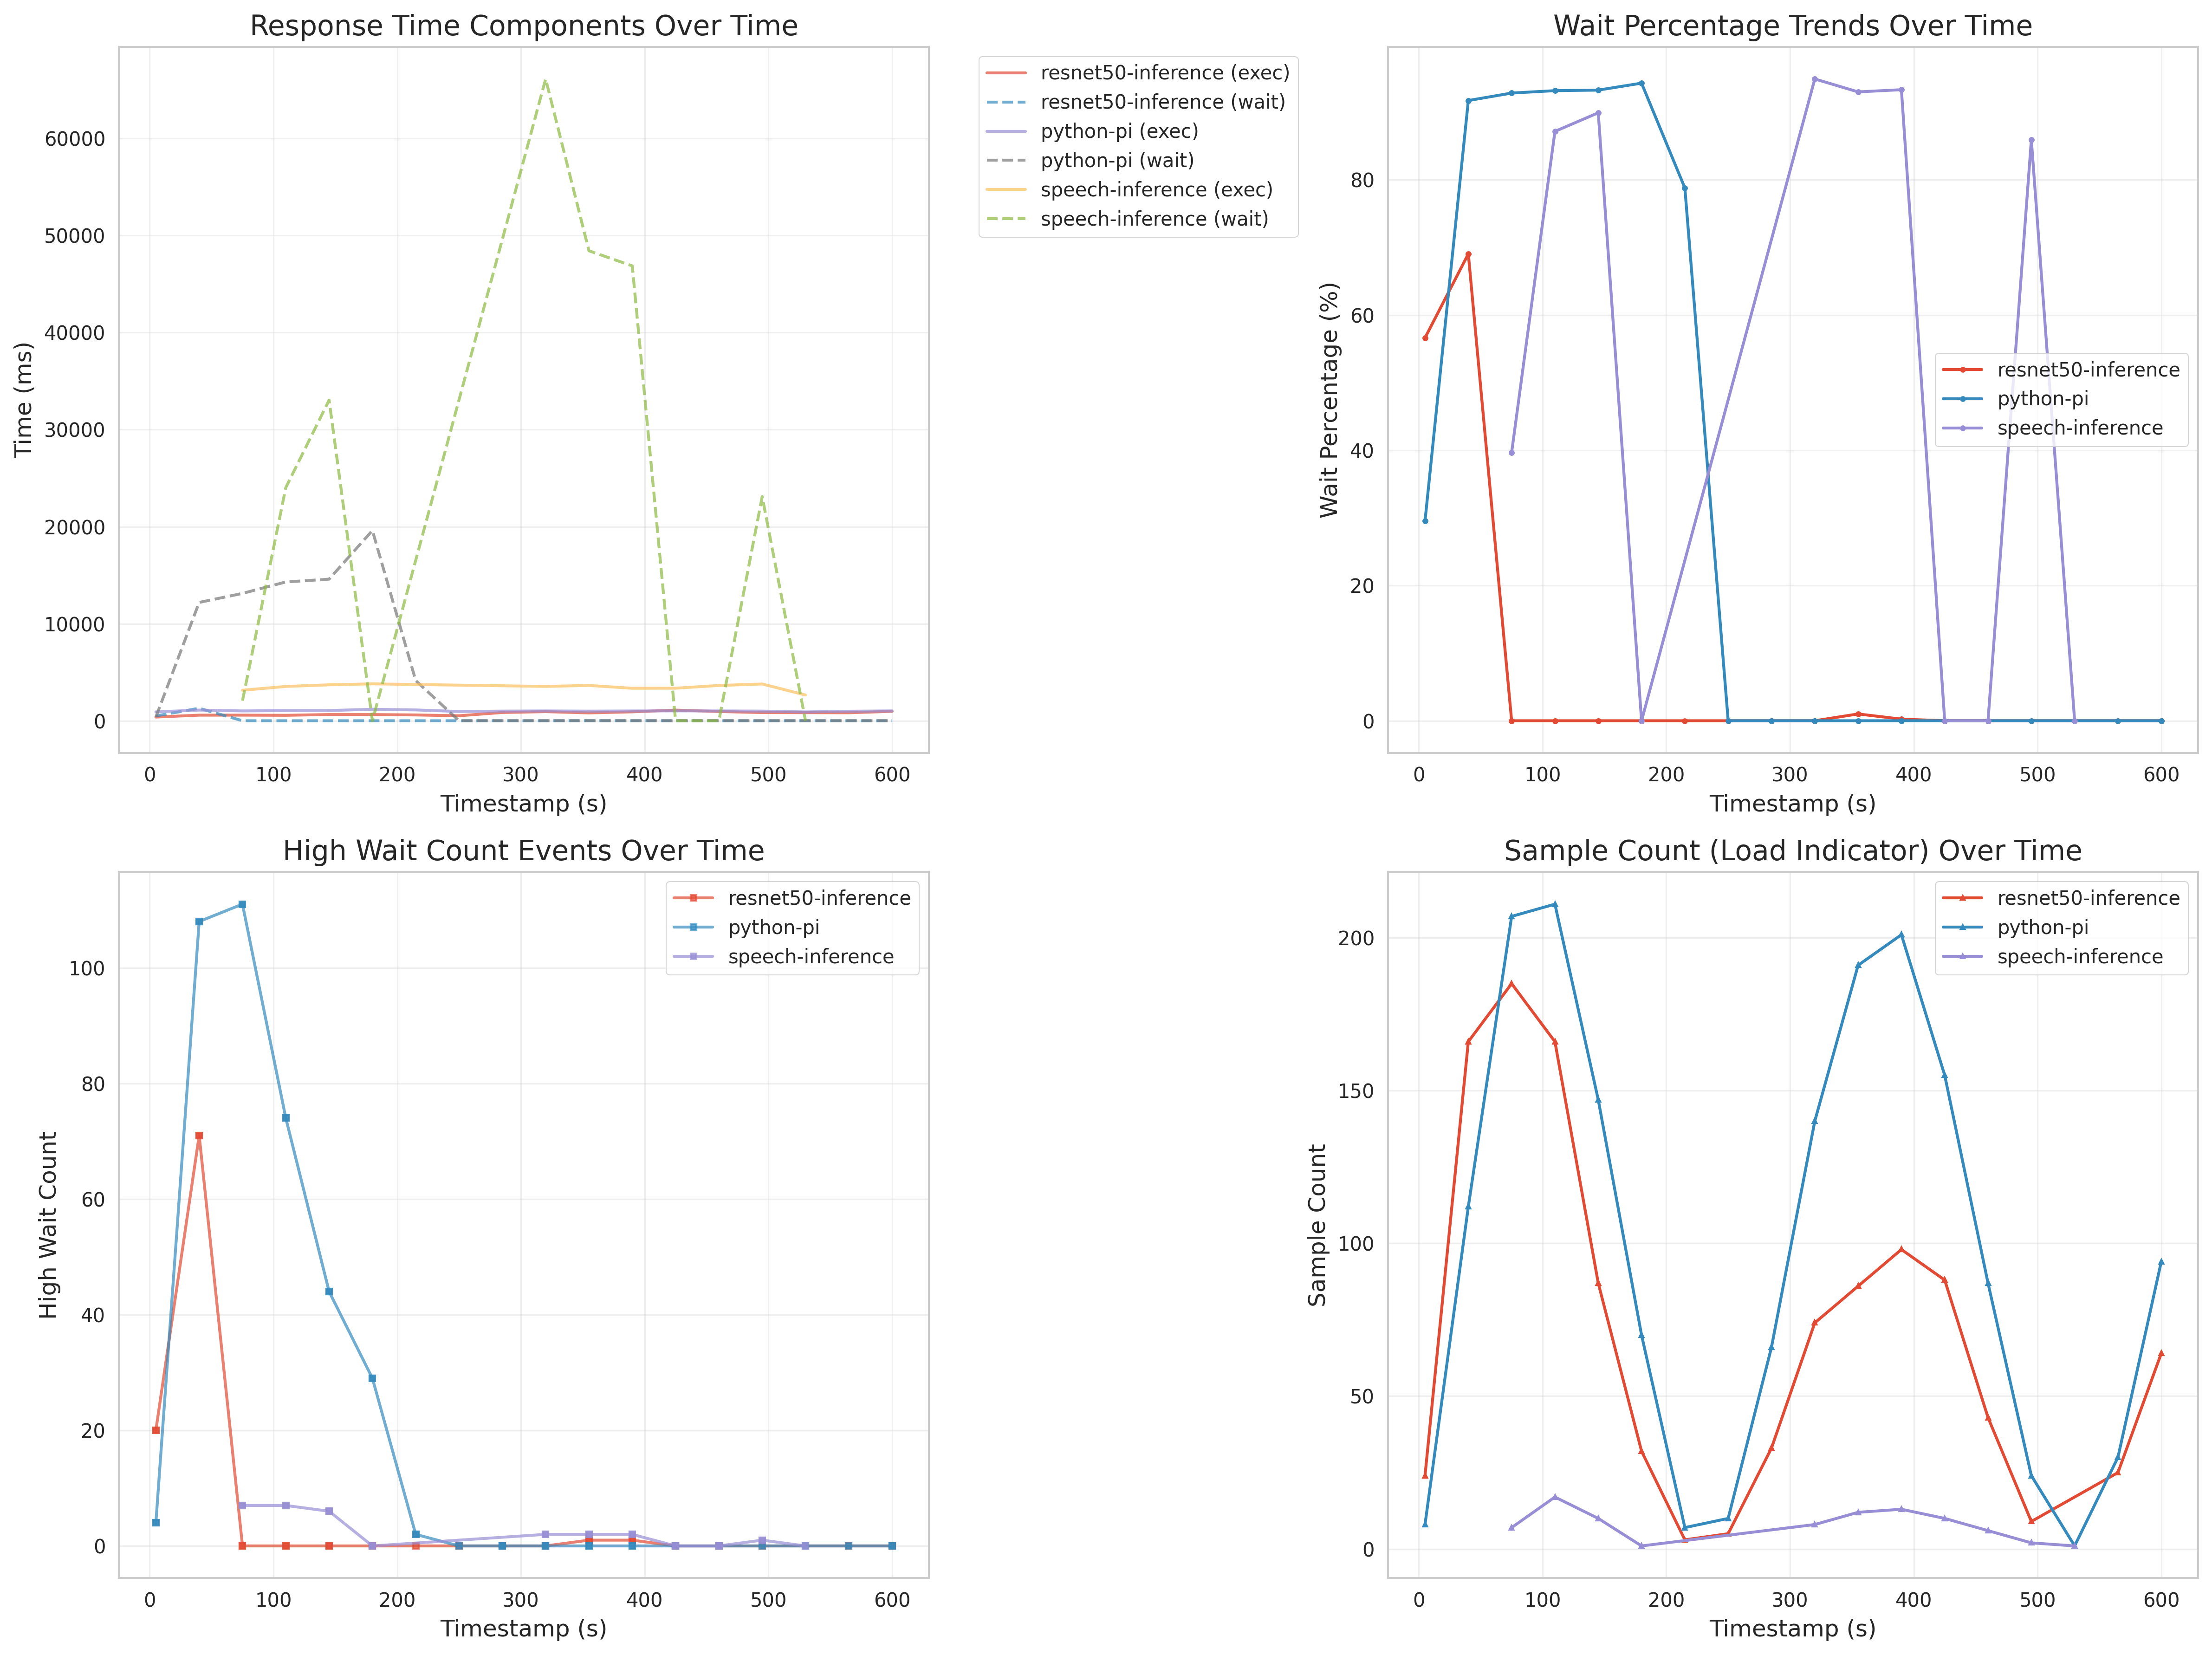 Response Time Components Over Time
Time (ms)
60000
50000
40000
30000
20000
10000
0
0 100 200 300 400 500 600
Timestamp (s)
resnet50-inference (exec)
resnet50-inference (wait)
python-pi (exec)
python-pi (wait)
speech-inference (exec)
speech-inference (wait)
Wait Percentage Trends Over Time
Wait Percentage (%)
80
60
40
20
0
0 100 200 300 400 500 600
Timestamp (s)
resnet50-inference
python-pi
speech-inference
High Wait Count Events Over Time
High Wait Count
100
80
60
40
20
0
0 100 200 300 400 500 600
Timestamp (s)
resnet50-inference
python-pi
speech-inference
Sample Count (Load Indicator) Over Time
Sample Count
200
150
100
50
0
0 100 200 300 400 500 600
Timestamp (s)
resnet50-inference
python-pi
speech-inference